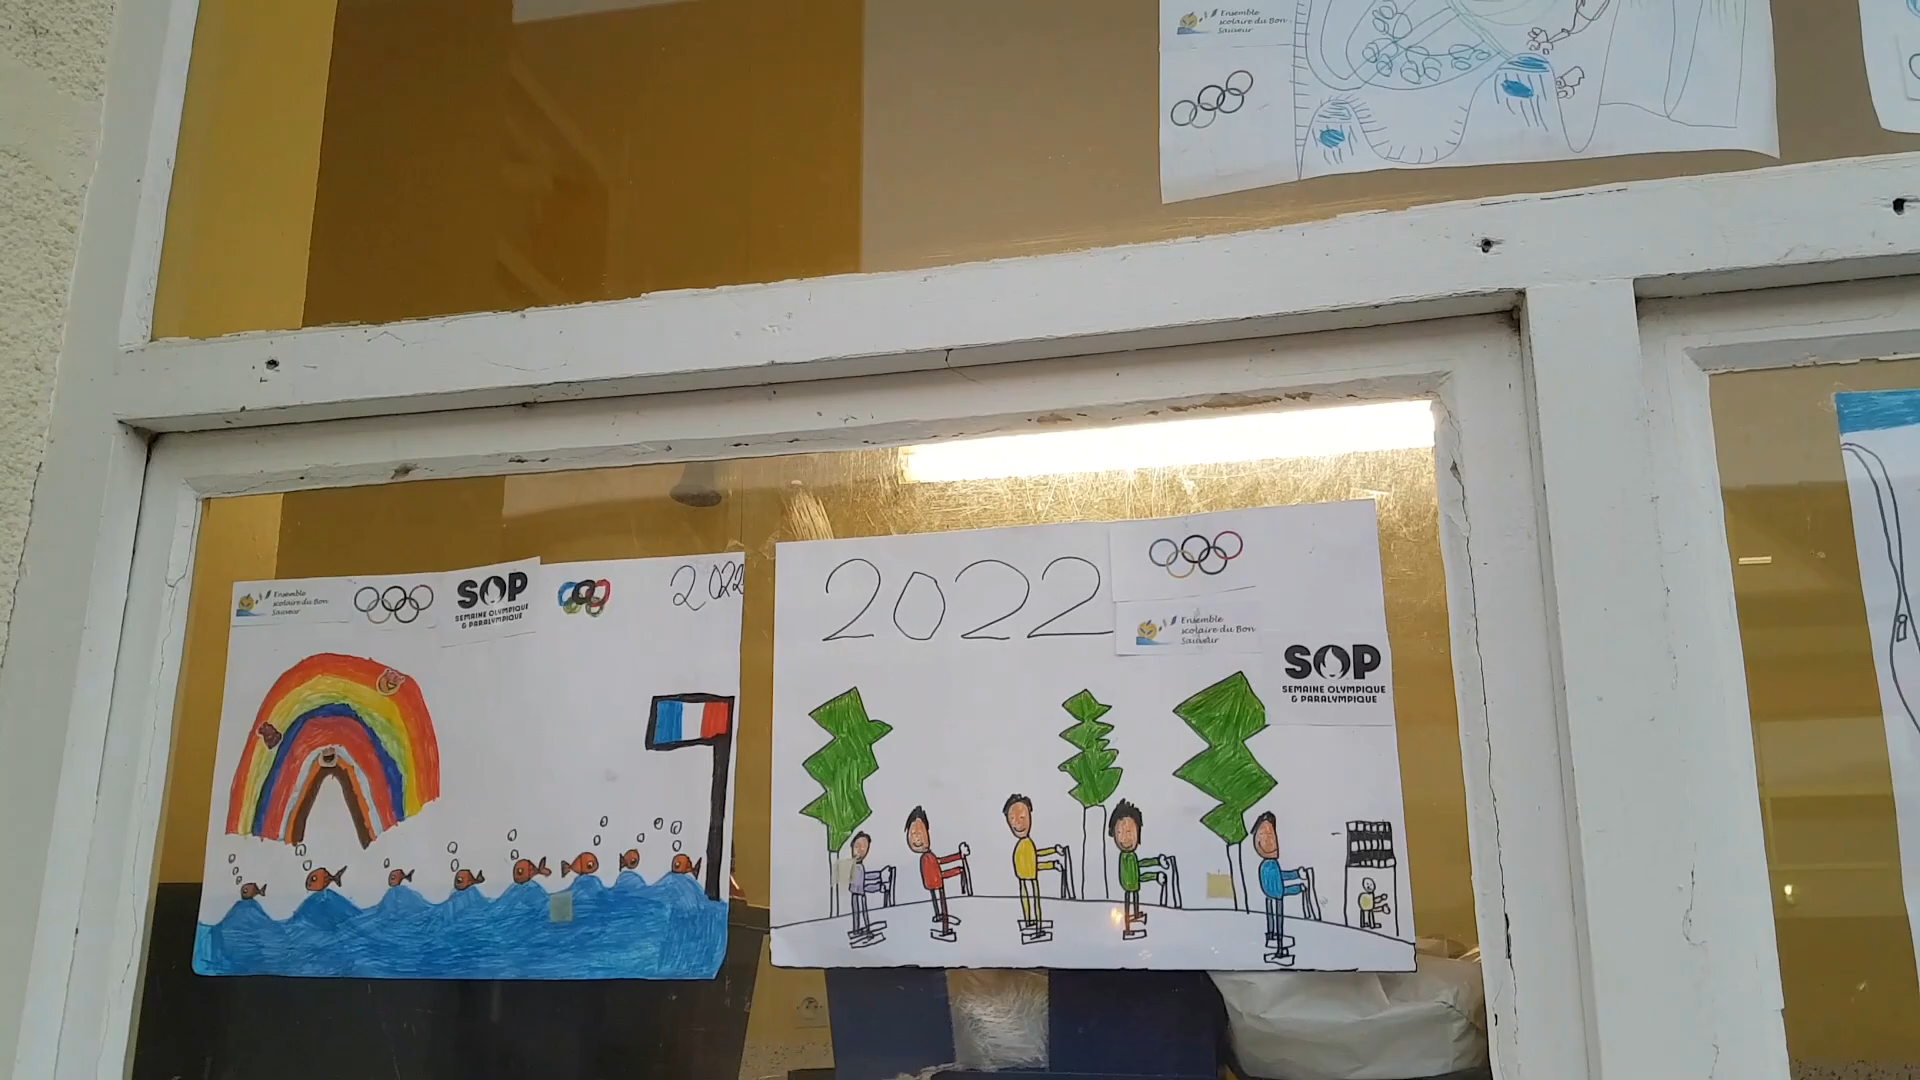 Ensemble
scolaire du Bon
Sauveur
Ensemble
scolaire du Bon
Sauveur
SOP
SEMAINE OLYMPIQUE
& PARALYMPIQUE
2022
2022
Ensemble
scolaire du Bon
Sauveur
SOP
SEMAINE OLYMPIQUE
& PARALYMPIQUE